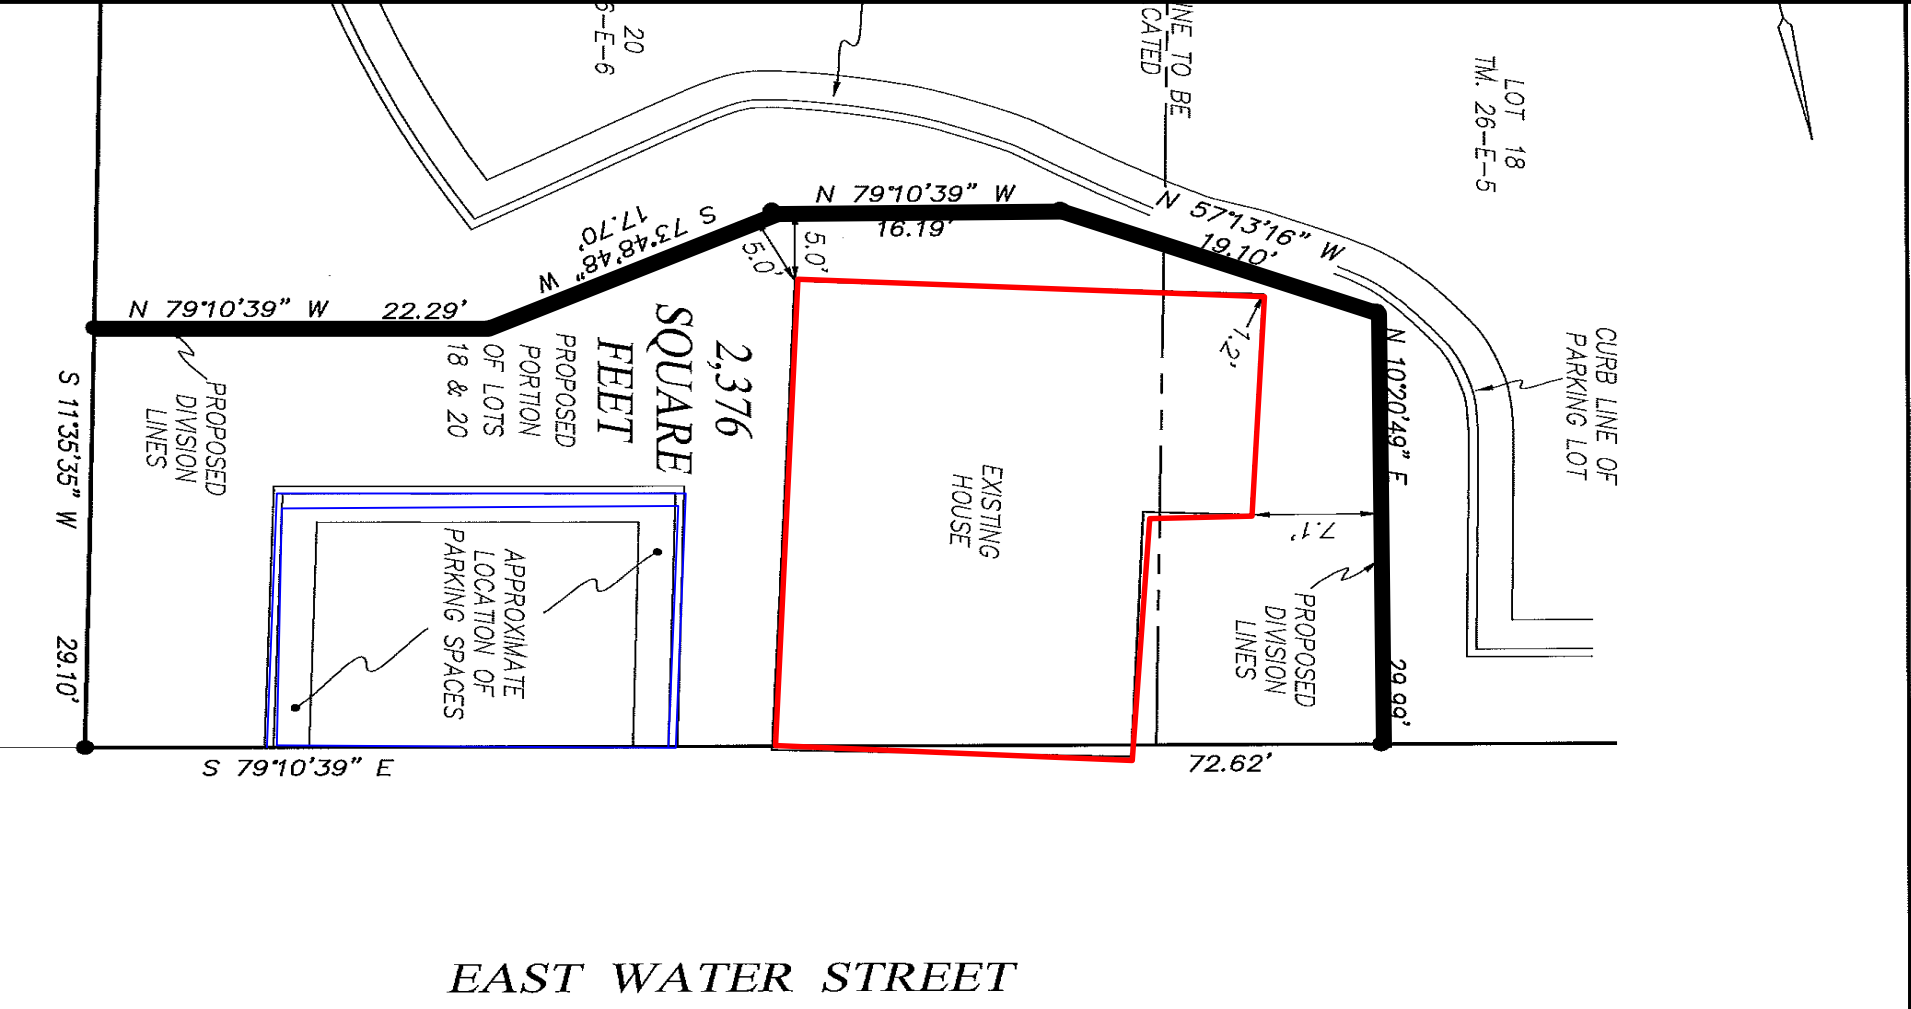 20
6-E-6
INE TO BE
CATED
LOT 18
TM. 26-E-5
N 79°10'39" W
16.19'
N 57°13'16" W
19.10'
S 73°48'48" W
17.70'
5.0'
5.0'
N 79°10'39" W 22.29'
2,376
SQUARE
FEET
PROPOSED
PORTION
OF LOTS
18 & 20
1.2'
N 10°20'49" E
29.99'
CURB LINE OF
PARKING LOT
S 11°35'35" W
29.10'
PROPOSED
DIVISION
LINES
EXISTING
HOUSE
7.1'
APPROXIMATE
LOCATION OF
PARKING SPACES
PROPOSED
DIVISION
LINES
S 79°10'39" E
72.62'
EAST WATER STREET